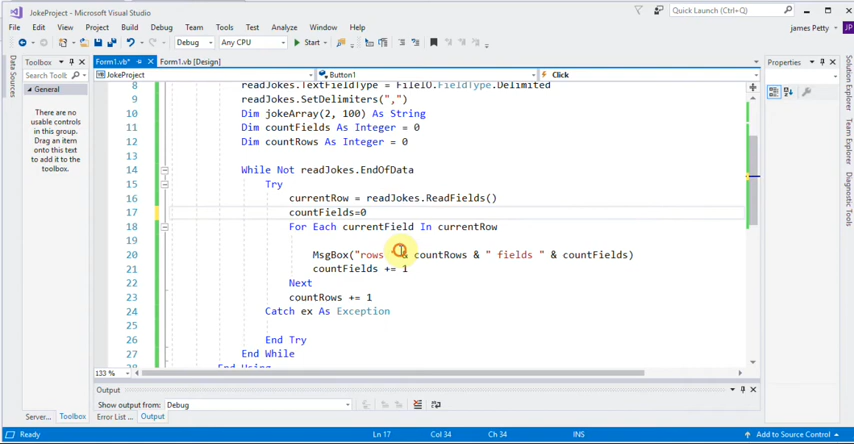 JokeProject - Microsoft Visual Studio
Quick Launch (Ctrl+Q)
File Edit View Project Build Debug Team Tools Test Analyze Window Help
james Petty JP
Debug Any CPU Start
Data Sources
Toolbox
Search Toolbox
General
There are no
usable controls
in this group.
Drag an item
onto this text
to add it to the
toolbox.
Form1.vb* Form1.vb [Design]
JokeProject Button1 Click
8 readJokes.TextFieldType = FileIO.FieldType.Delimited
9 readJokes.SetDelimiters(",")
10 Dim jokeArray(2, 100) As String
11 Dim countFields As Integer = 0
12 Dim countRows As Integer = 0
13
14 While Not readJokes.EndOfData
15 Try
16 currentRow = readJokes.ReadFields()
17 countFields=0
18 For Each currentField In currentRow
19
20 MsgBox("rows " & countRows & " fields " & countFields)
21 countFields += 1
22 Next
23 countRows += 1
24 Catch ex As Exception
25
26 End Try
27 End While
28 End Using
133 %
Output
Show output from: Debug
Server... Toolbox Error List ... Output
Properties
Solution Explorer
Team Explorer
Diagnostic Tools
Ready Ln 17 Col 34 Ch 34 INS Add to Source Control